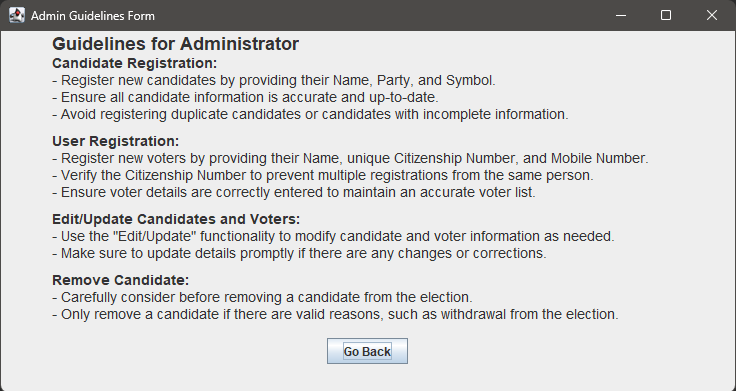 Admin Guidelines Form
Guidelines for Administrator
Candidate Registration:
- Register new candidates by providing their Name, Party, and Symbol.
- Ensure all candidate information is accurate and up-to-date.
- Avoid registering duplicate candidates or candidates with incomplete information.
User Registration:
- Register new voters by providing their Name, unique Citizenship Number, and Mobile Number.
- Verify the Citizenship Number to prevent multiple registrations from the same person.
- Ensure voter details are correctly entered to maintain an accurate voter list.
Edit/Update Candidates and Voters:
- Use the "Edit/Update" functionality to modify candidate and voter information as needed.
- Make sure to update details promptly if there are any changes or corrections.
Remove Candidate:
- Carefully consider before removing a candidate from the election.
- Only remove a candidate if there are valid reasons, such as withdrawal from the election.
Go Back